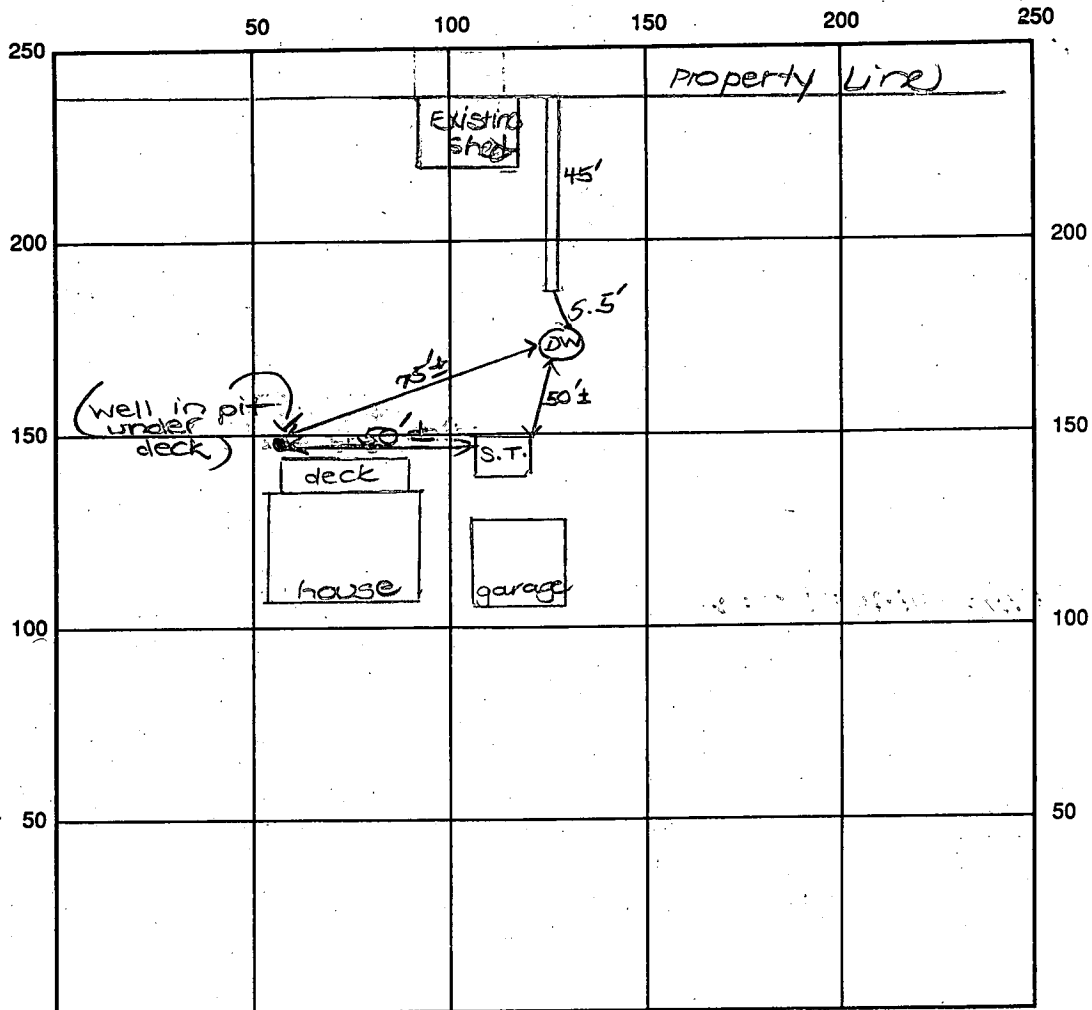 50 100 150 200 250
250
Property Line)
Existing
Shed
45'
200 200
5.5'
DW
75'±
50'±
(well in pit
under
deck)
150 150
50'±
S.T.
deck
house
garage
100 100
50 50